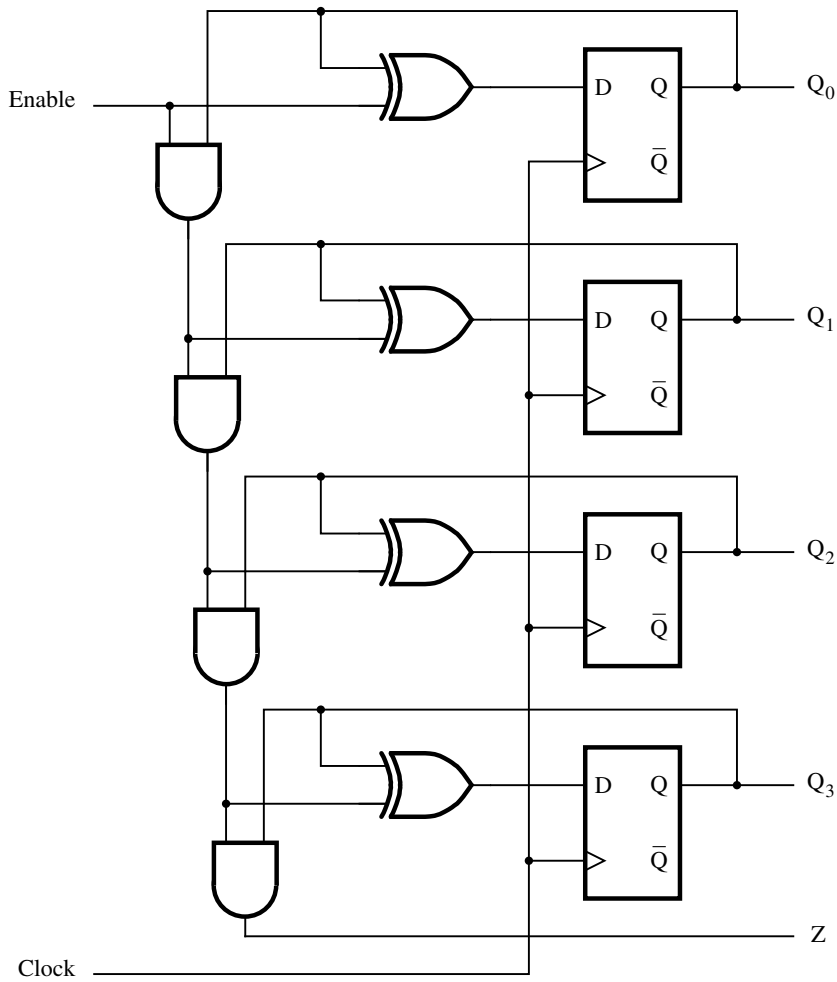 D Q Q₀
Enable
Q̅
D Q Q₁
Q̅
D Q Q₂
Q̅
D Q Q₃
Q̅
Z
Clock